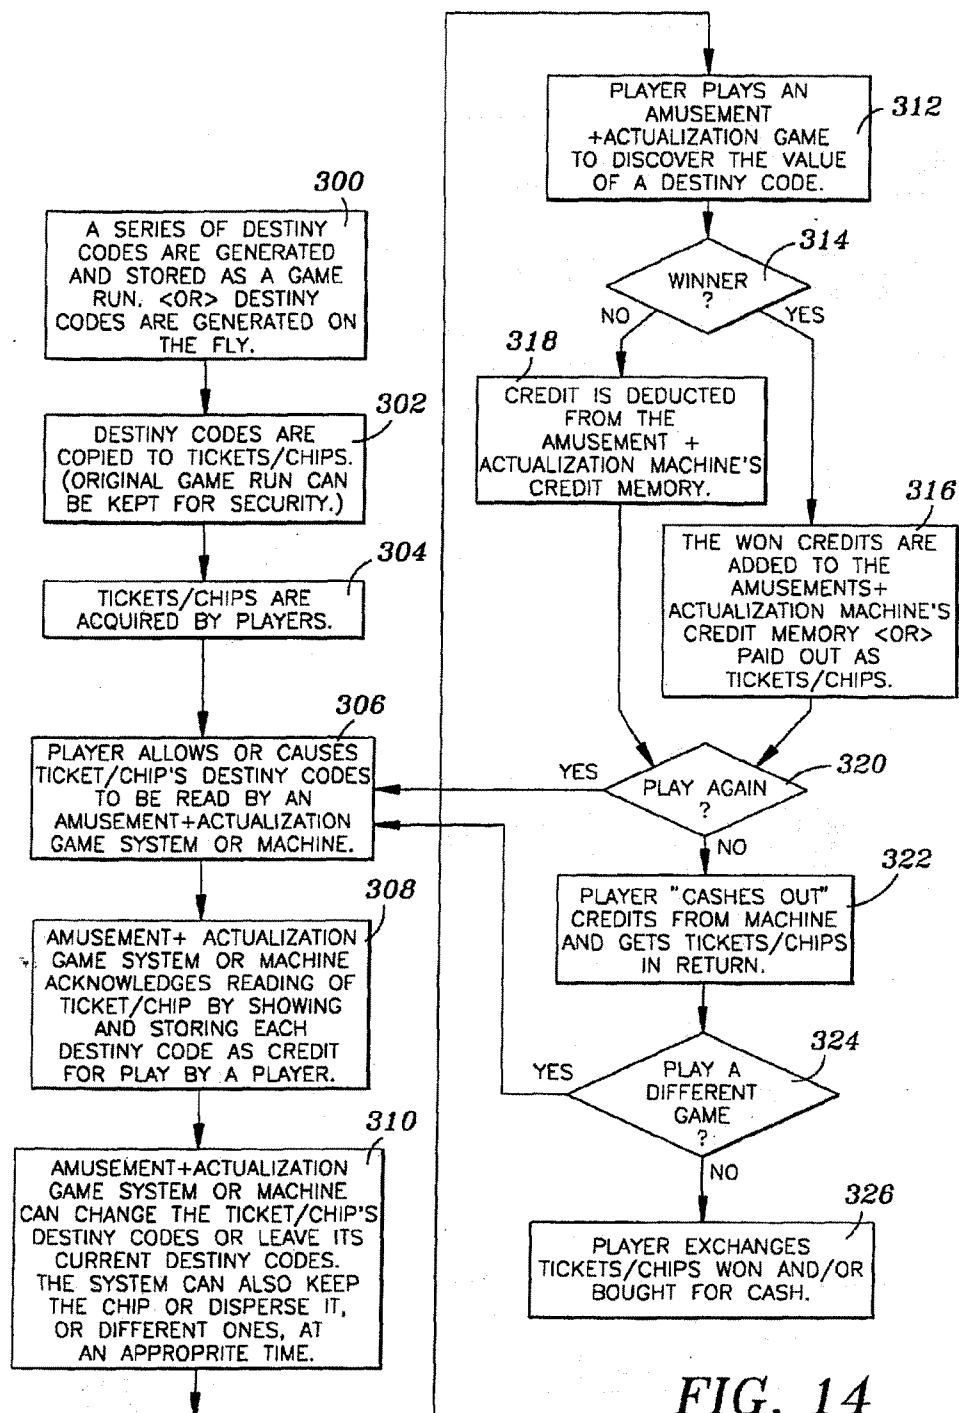 300
A SERIES OF DESTINY
CODES ARE GENERATED
AND STORED AS A GAME
RUN. <OR> DESTINY
CODES ARE GENERATED ON
THE FLY.
302
DESTINY CODES ARE
COPIED TO TICKETS/CHIPS.
(ORIGINAL GAME RUN CAN
BE KEPT FOR SECURITY.)
304
TICKETS/CHIPS ARE
ACQUIRED BY PLAYERS.
306
PLAYER ALLOWS OR CAUSES
TICKET/CHIP'S DESTINY CODES
TO BE READ BY AN
AMUSEMENT+ACTUALIZATION
GAME SYSTEM OR MACHINE.
308
AMUSEMENT+ ACTUALIZATION
GAME SYSTEM OR MACHINE
ACKNOWLEDGES READING OF
TICKET/CHIP BY SHOWING
AND STORING EACH
DESTINY CODE AS CREDIT
FOR PLAY BY A PLAYER.
310
AMUSEMENT+ACTUALIZATION
GAME SYSTEM OR MACHINE
CAN CHANGE THE TICKET/CHIP'S
DESTINY CODES OR LEAVE ITS
CURRENT DESTINY CODES.
THE SYSTEM CAN ALSO KEEP
THE CHIP OR DISPERSE IT,
OR DIFFERENT ONES, AT
AN APPROPRITE TIME.
312
PLAYER PLAYS AN
AMUSEMENT
+ACTUALIZATION GAME
TO DISCOVER THE VALUE
OF A DESTINY CODE.
314
WINNER
?
NO
YES
318
CREDIT IS DEDUCTED
FROM THE
AMUSEMENT +
ACTUALIZATION MACHINE'S
CREDIT MEMORY.
316
THE WON CREDITS ARE
ADDED TO THE
AMUSEMENTS+
ACTUALIZATION MACHINE'S
CREDIT MEMORY <OR>
PAID OUT AS
TICKETS/CHIPS.
320
PLAY AGAIN
?
YES
NO
322
PLAYER "CASHES OUT"
CREDITS FROM MACHINE
AND GETS TICKETS/CHIPS
IN RETURN.
324
PLAY A
DIFFERENT
GAME
?
YES
NO
326
PLAYER EXCHANGES
TICKETS/CHIPS WON AND/OR
BOUGHT FOR CASH.
FIG. 14